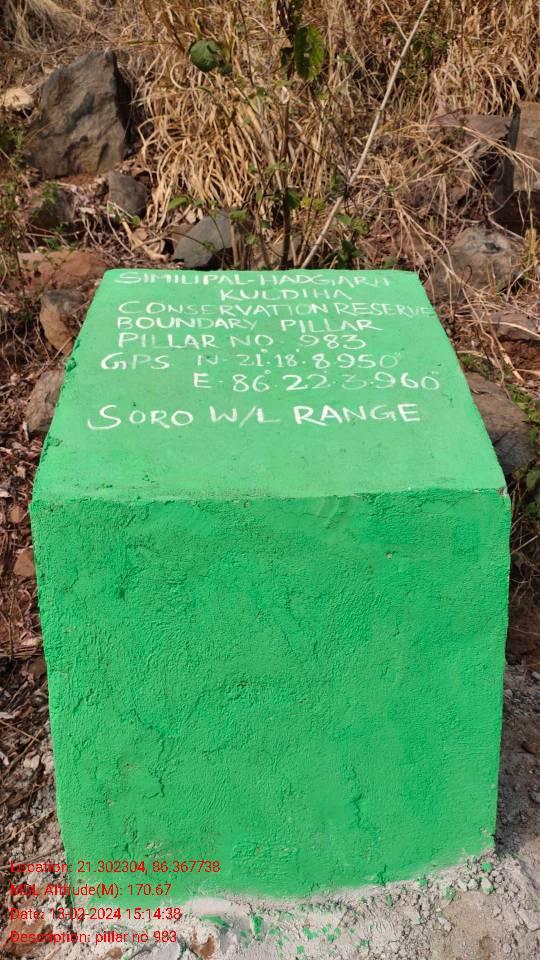 SIMILIPAL-HADGARH
KULDIHA
CONSERVATION RESERVE
BOUNDARY PILLAR
PILLAR NO. 983
GPS N-21°.18'.8950"
E-86°.22'.3.960"
SORO W/L RANGE
Location: 21.302304, 86.367738
MSL Altitude(M): 170.67
Date: 13-02-2024 15:14:38
Description: pillar no 983